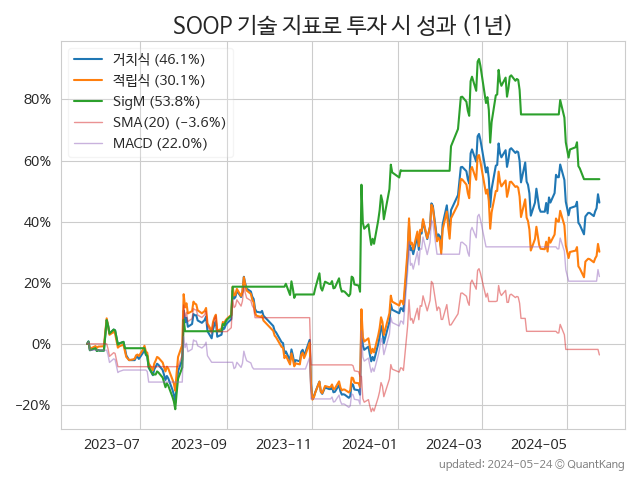 SOOP 기술 지표로 투자 시 성과 (1년)
거치식 (46.1%)
적립식 (30.1%)
SigM (53.8%)
SMA(20) (−3.6%)
MACD (22.0%)
80%
60%
40%
20%
0%
−20%
2023-07 2023-09 2023-11 2024-01 2024-03 2024-05
updated: 2024-05-24 © QuantKang